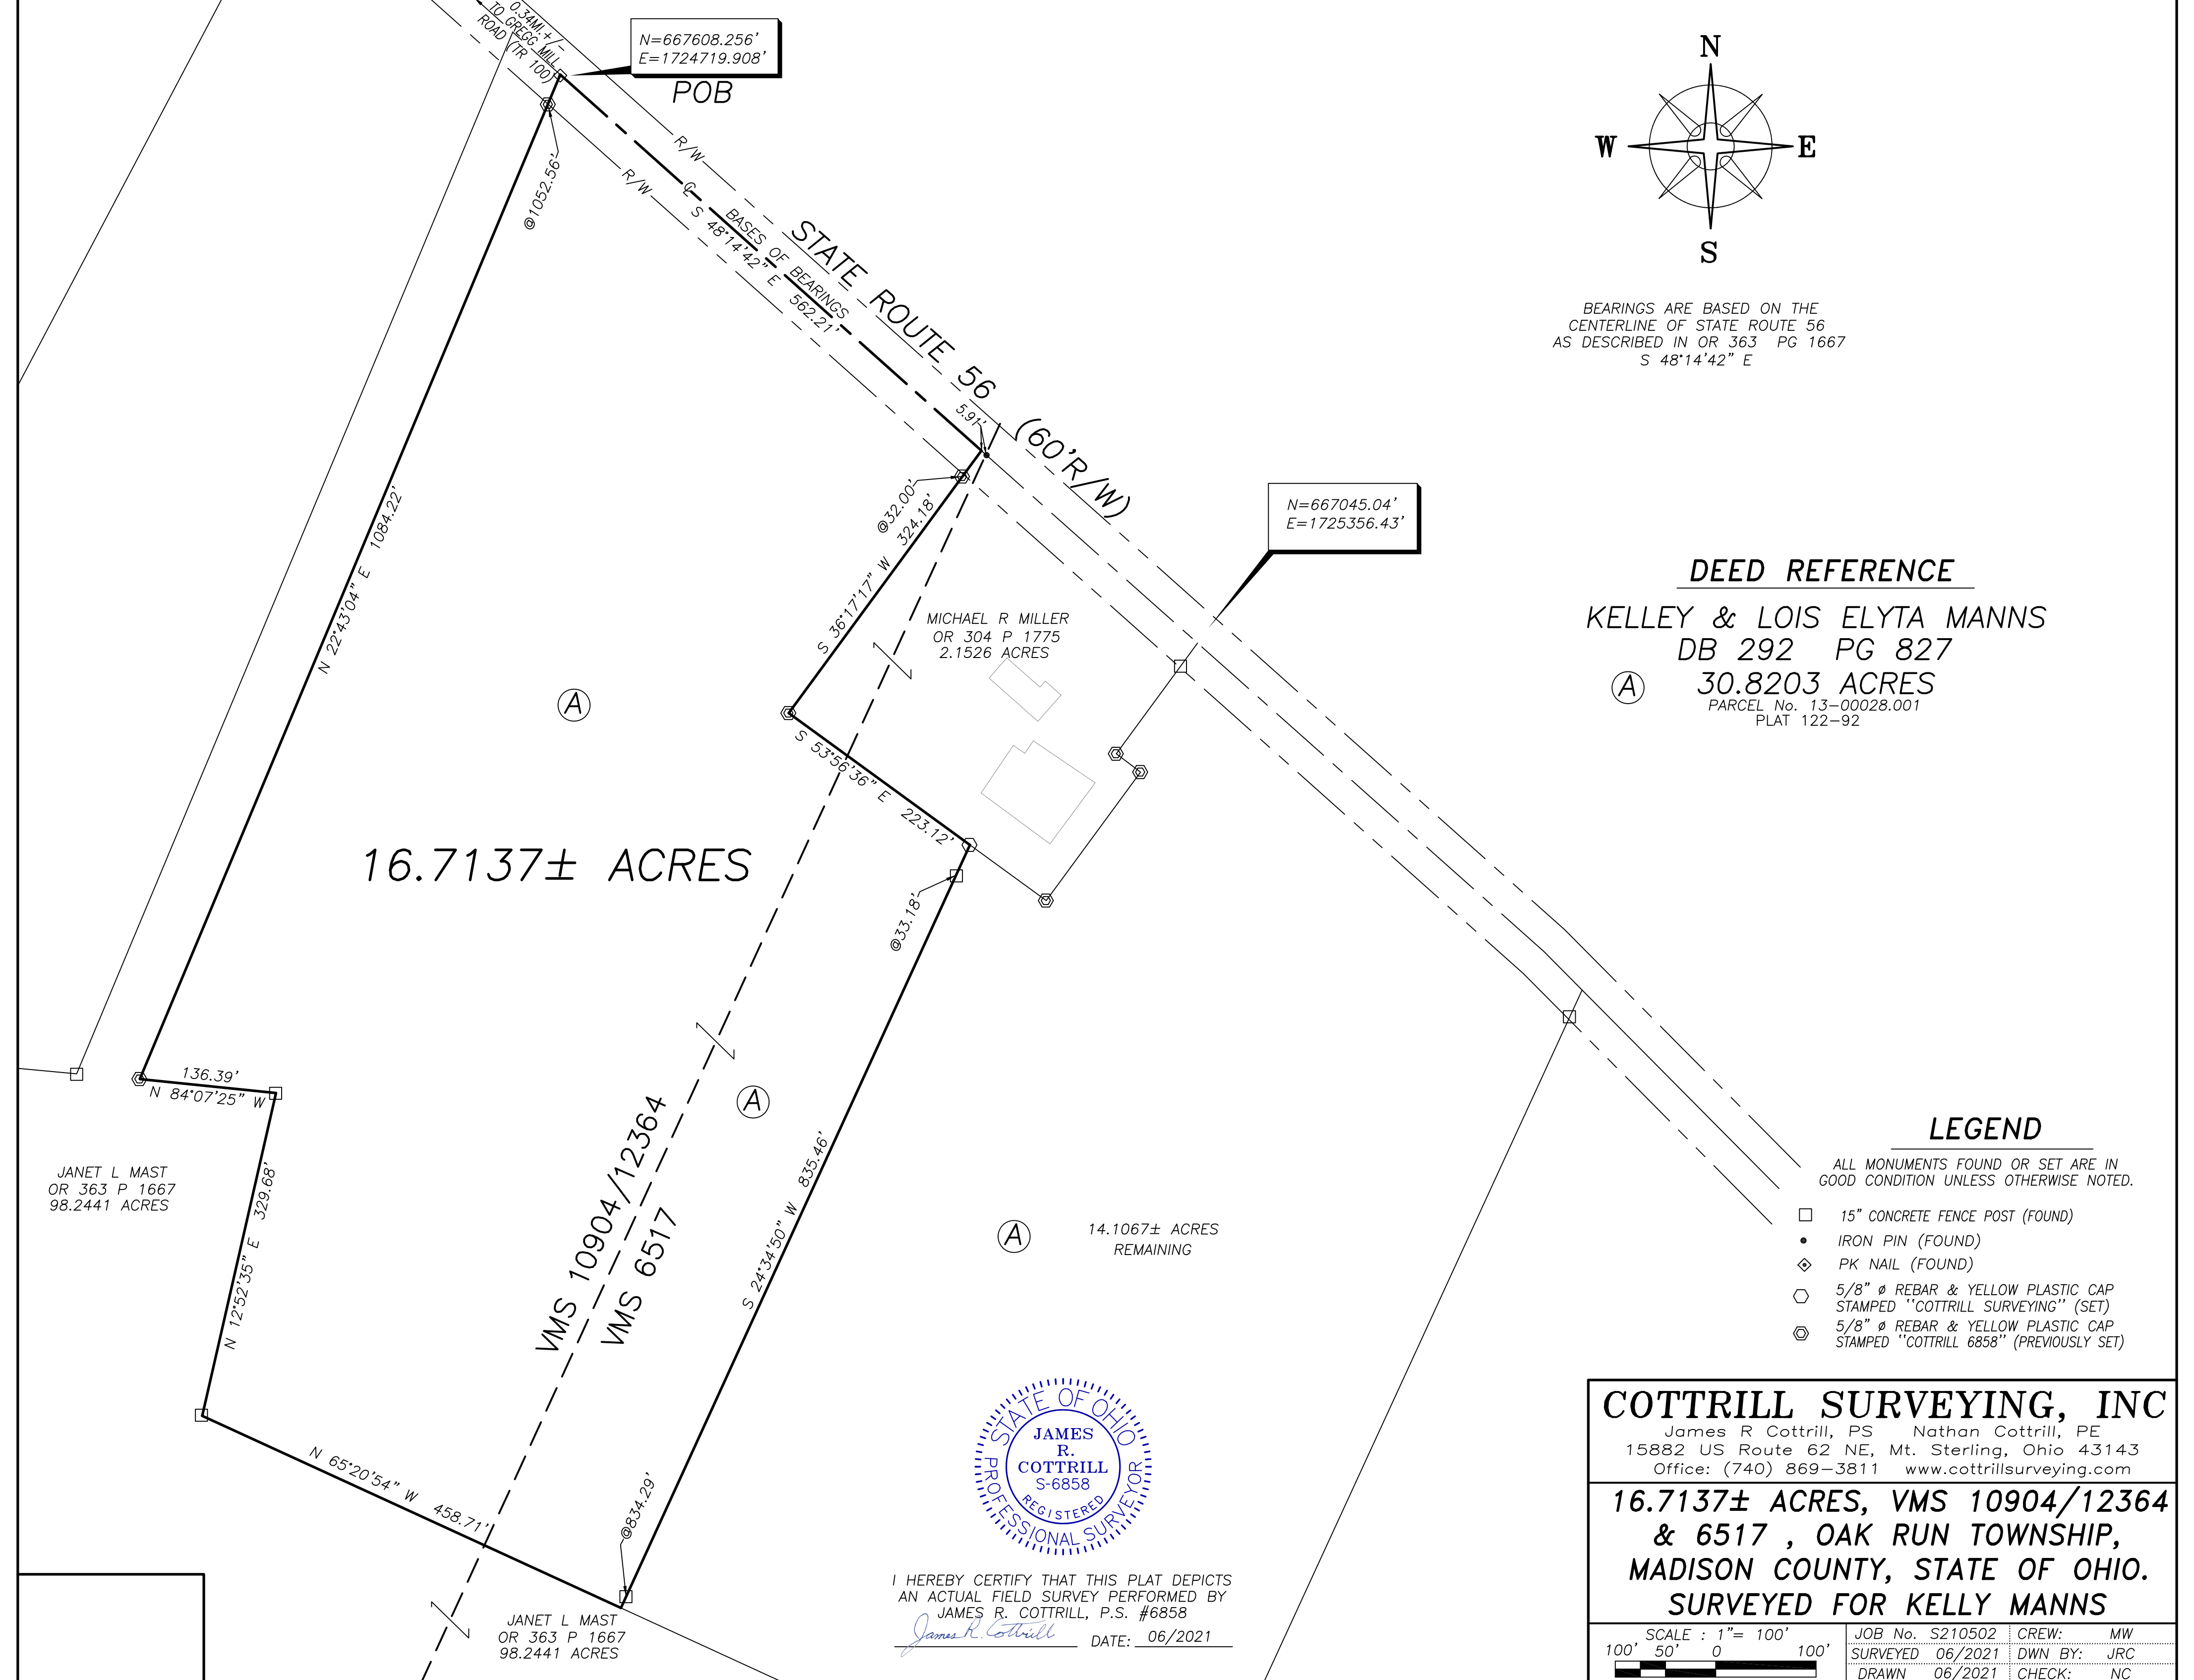 0.34MI.+/-
TO GREGG MILL
ROAD (TR 100)
N=667608.256'
E=1724719.908'
POB
@1052.56'
R/W
R/W
℄
BASES OF BEARINGS
S 48°14'42" E 562.21'
STATE ROUTE 56 (60'R/W)
5.91'
@32.00'
S 36°17'17" W 324.18'
N 22°43'04" E 1084.22'
N=667045.04'
E=1725356.43'
MICHAEL R MILLER
OR 304 P 1775
2.1526 ACRES
A
S 53°56'36" E 223.12'
16.7137± ACRES
@33.18'
136.39'
N 84°07'25" W
JANET L MAST
OR 363 P 1667
98.2441 ACRES
N 12°52'35" E 329.68'
VMS 10904/12364
VMS 6517
A
S 24°34'50" W 835.46'
A
14.1067± ACRES
REMAINING
N 65°20'54" W 458.71'
@834.29'
JANET L MAST
OR 363 P 1667
98.2441 ACRES
STATE OF OHIO
JAMES
R.
COTTRILL
S-6858
REGISTERED
PROFESSIONAL SURVEYOR
I HEREBY CERTIFY THAT THIS PLAT DEPICTS
AN ACTUAL FIELD SURVEY PERFORMED BY
JAMES R. COTTRILL, P.S. #6858
James R. Cottrill DATE: 06/2021
N
W E
S
BEARINGS ARE BASED ON THE
CENTERLINE OF STATE ROUTE 56
AS DESCRIBED IN OR 363 PG 1667
S 48°14'42" E
DEED REFERENCE
KELLEY & LOIS ELYTA MANNS
DB 292 PG 827
A 30.8203 ACRES
PARCEL No. 13-00028.001
PLAT 122-92
LEGEND
ALL MONUMENTS FOUND OR SET ARE IN
GOOD CONDITION UNLESS OTHERWISE NOTED.
15" CONCRETE FENCE POST (FOUND)
IRON PIN (FOUND)
PK NAIL (FOUND)
5/8" ø REBAR & YELLOW PLASTIC CAP
STAMPED "COTTRILL SURVEYING" (SET)
5/8" ø REBAR & YELLOW PLASTIC CAP
STAMPED "COTTRILL 6858" (PREVIOUSLY SET)
COTTRILL SURVEYING, INC
James R Cottrill, PS Nathan Cottrill, PE
15882 US Route 62 NE, Mt. Sterling, Ohio 43143
Office: (740) 869-3811 www.cottrillsurveying.com
16.7137± ACRES, VMS 10904/12364
& 6517 , OAK RUN TOWNSHIP,
MADISON COUNTY, STATE OF OHIO.
SURVEYED FOR KELLY MANNS
SCALE : 1"= 100'
100' 50' 0 100'
JOB No. S210502 CREW: MW
SURVEYED 06/2021 DWN BY: JRC
DRAWN 06/2021 CHECK: NC